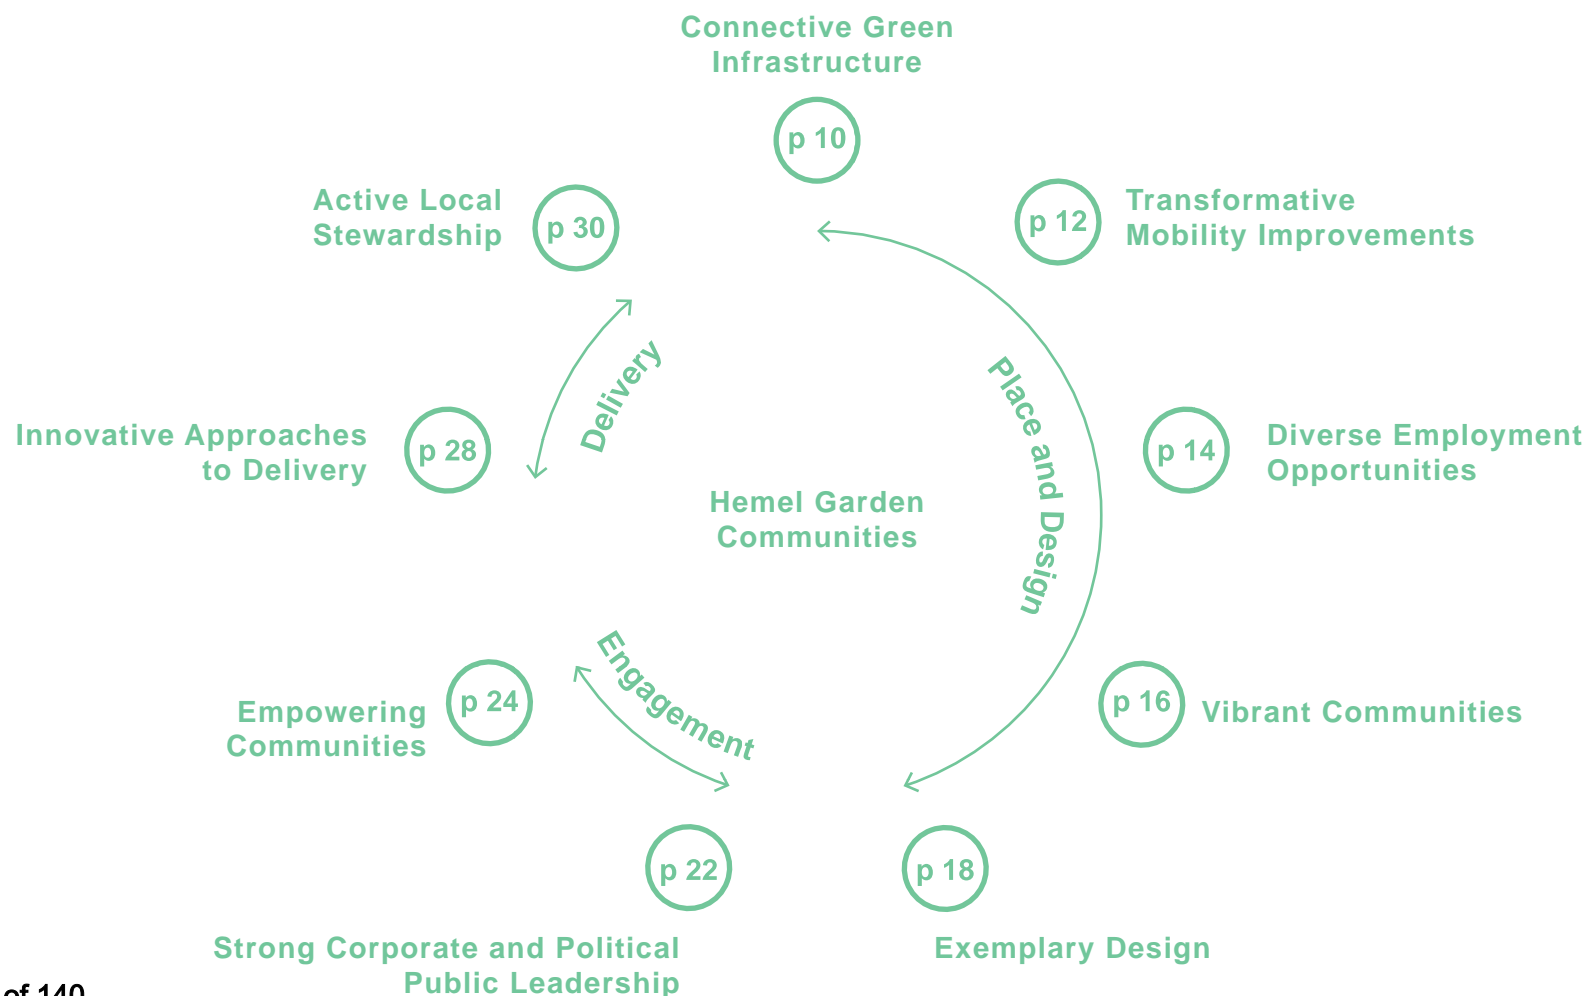 Connective Green
Infrastructure
p 10
Active Local
Stewardship
p 30
p 12
Transformative
Mobility Improvements
Delivery
Place and Design
Innovative Approaches
to Delivery
p 28
p 14
Diverse Employment
Opportunities
Hemel Garden
Communities
Engagement
Empowering
Communities
p 24
p 16
Vibrant Communities
p 22
p 18
Strong Corporate and Political
Public Leadership
Exemplary Design
of 140